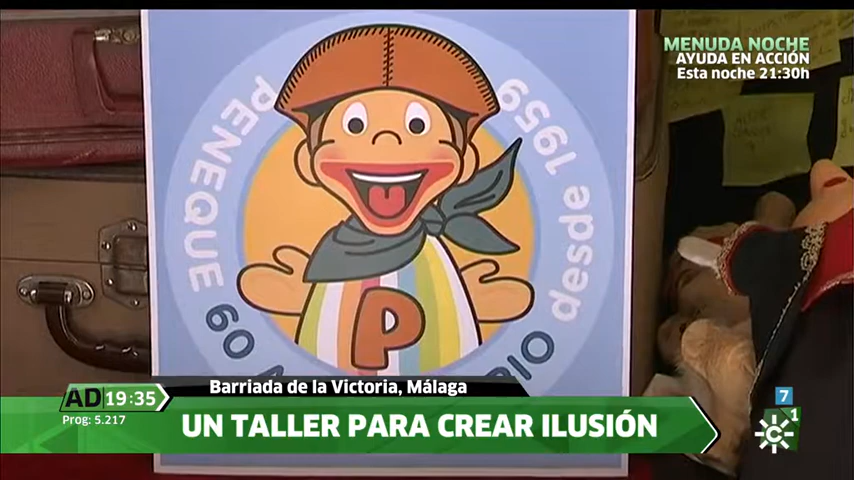 MENUDA NOCHE
AYUDA EN ACCIÓN
Esta noche 21:30h
PENEQUE
desde 1959
60
P
Barriada de la Victoria, Málaga
AD 19:35
Prog: 5.217
UN TALLER PARA CREAR ILUSIÓN
7
1